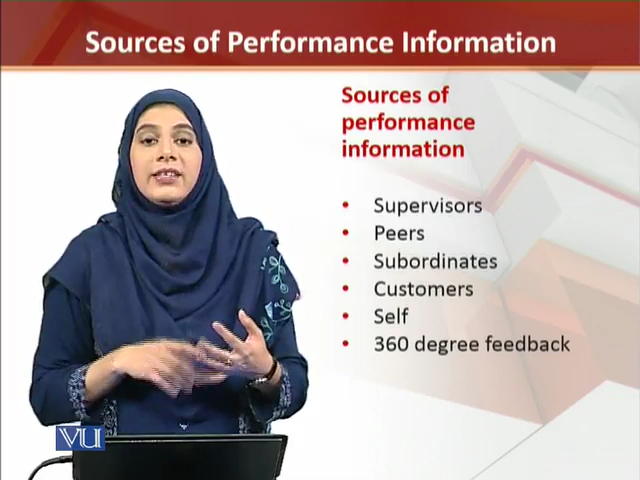 Sources of Performance Information
Sources of
performance
information
• Supervisors
• Peers
• Subordinates
• Customers
• Self
• 360 degree feedback
VU